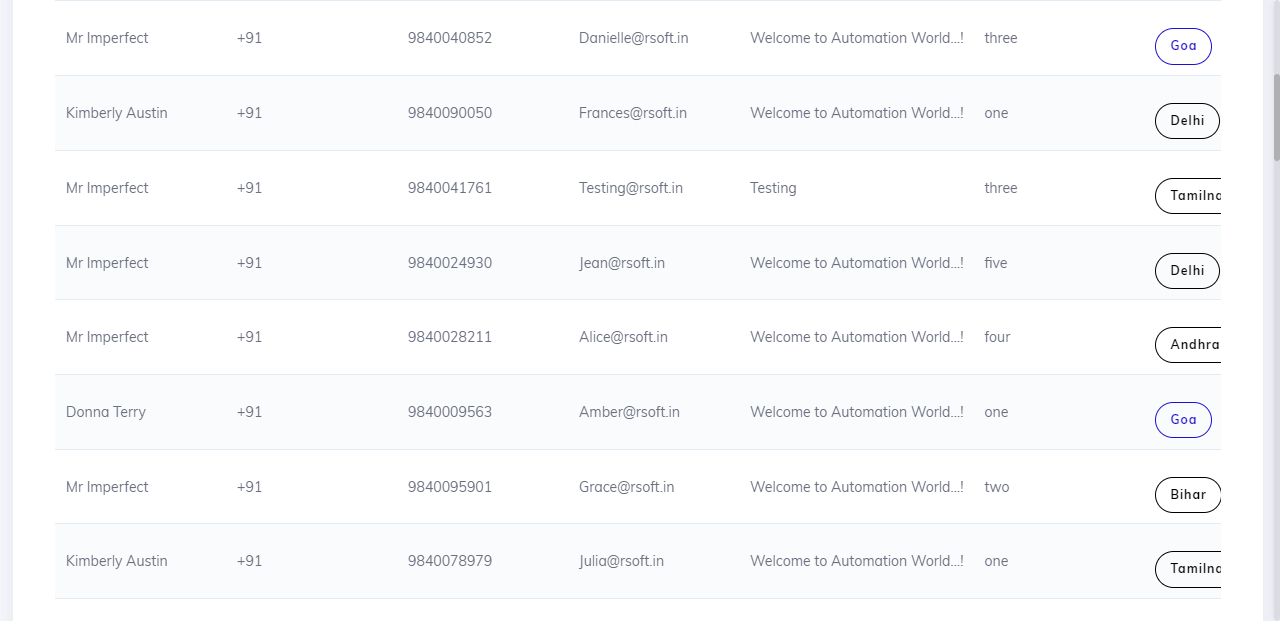 Mr Imperfect +91 9840040852 Danielle@rsoft.in Welcome to Automation World...! three Goa
Kimberly Austin +91 9840090050 Frances@rsoft.in Welcome to Automation World...! one Delhi
Mr Imperfect +91 9840041761 Testing@rsoft.in Testing three
Mr Imperfect +91 9840024930 Jean@rsoft.in Welcome to Automation World...! five Delhi
Mr Imperfect +91 9840028211 Alice@rsoft.in Welcome to Automation World...! four Andhra
Donna Terry +91 9840009563 Amber@rsoft.in Welcome to Automation World...! one Goa
Mr Imperfect +91 9840095901 Grace@rsoft.in Welcome to Automation World...! two Bihar
Kimberly Austin +91 9840078979 Julia@rsoft.in Welcome to Automation World...! one